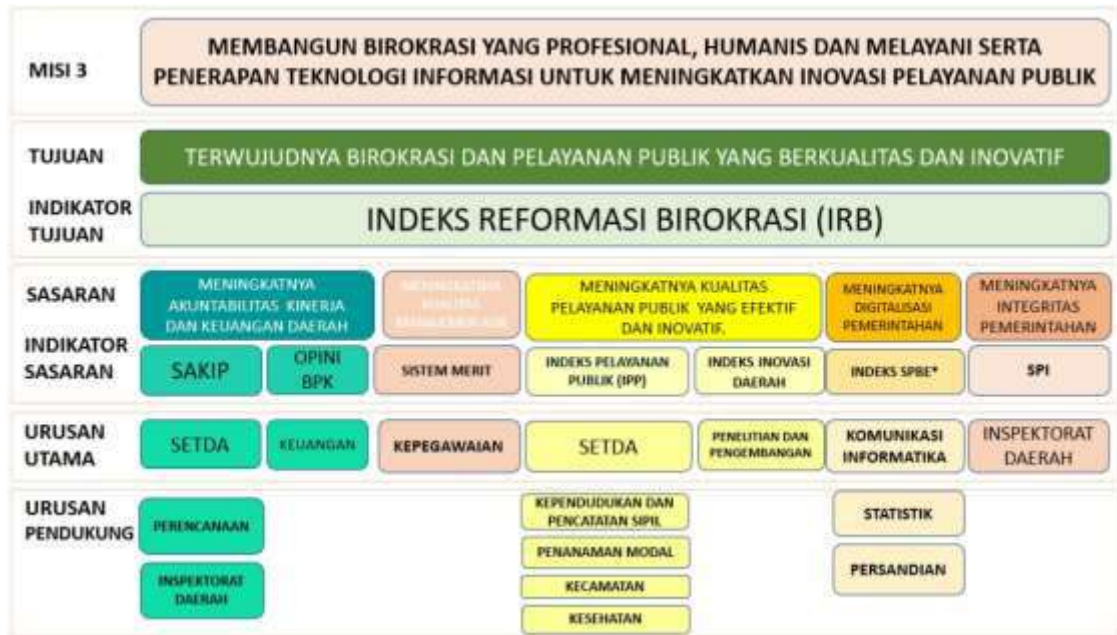 MISI 3
MEMBANGUN BIROKRASI YANG PROFESIONAL, HUMANIS DAN MELAYANI SERTA
PENERAPAN TEKNOLOGI INFORMASI UNTUK MENINGKATKAN INOVASI PELAYANAN PUBLIK
TUJUAN
TERWUJUDNYA BIROKRASI DAN PELAYANAN PUBLIK YANG BERKUALITAS DAN INOVATIF
INDIKATOR
TUJUAN
INDEKS REFORMASI BIROKRASI (IRB)
SASARAN
MENINGKATNYA
AKUNTABILITAS KINERJA
DAN KEUANGAN DAERAH
MENINGKATNYA
KUALITAS
MENINGKATNYA KUALITAS
PELAYANAN PUBLIK YANG EFEKTIF
DAN INOVATIF.
MENINGKATNYA
DIGITALISASI
PEMERINTAHAN
MENINGKATNYA
INTEGRITAS
PEMERINTAHAN
INDIKATOR
SASARAN
SAKIP
OPINI
BPK
SISTEM MERIT
INDEKS PELAYANAN
PUBLIK (IPP)
INDEKS INOVASI
DAERAH
INDEKS SPBE*
SPI
URUSAN
UTAMA
SETDA
KEUANGAN
KEPEGAWAIAN
SETDA
PENELITIAN DAN
PENGEMBANGAN
KOMUNIKASI
INFORMATIKA
INSPEKTORAT
DAERAH
URUSAN
PENDUKUNG
PERENCANAAN
INSPEKTORAT
DAERAH
KEPENDUDUKAN DAN
PENCATATAN SIPIL
PENANAMAN MODAL
KECAMATAN
KESEHATAN
STATISTIK
PERSANDIAN